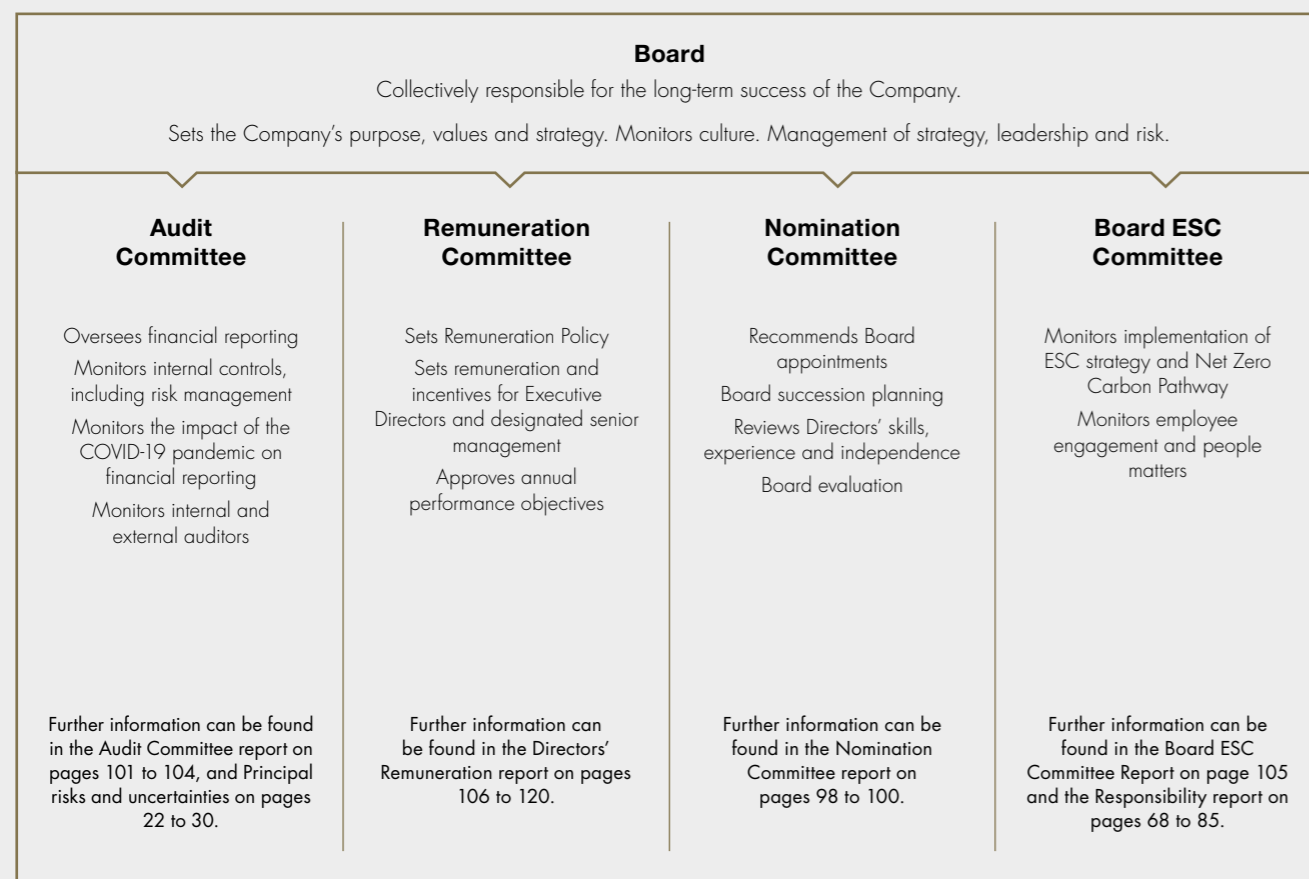 Board
Collectively responsible for the long-term success of the Company.
Sets the Company's purpose, values and strategy. Monitors culture. Management of strategy, leadership and risk.
Audit
Committee
Oversees financial reporting
Monitors internal controls,
including risk management
Monitors the impact of the
COVID-19 pandemic on
financial reporting
Monitors internal and
external auditors
Further information can be found
in the Audit Committee report on
pages 101 to 104, and Principal
risks and uncertainties on pages
22 to 30.
Remuneration
Committee
Sets Remuneration Policy
Sets remuneration and
incentives for Executive
Directors and designated senior
management
Approves annual
performance objectives
Further information can
be found in the Directors'
Remuneration report on pages
106 to 120.
Nomination
Committee
Recommends Board
appointments
Board succession planning
Reviews Directors' skills,
experience and independence
Board evaluation
Further information can be
found in the Nomination
Committee report on
pages 98 to 100.
Board ESC
Committee
Monitors implementation of
ESC strategy and Net Zero
Carbon Pathway
Monitors employee
engagement and people
matters
Further information can be
found in the Board ESC
Committee Report on page 105
and the Responsibility report on
pages 68 to 85.